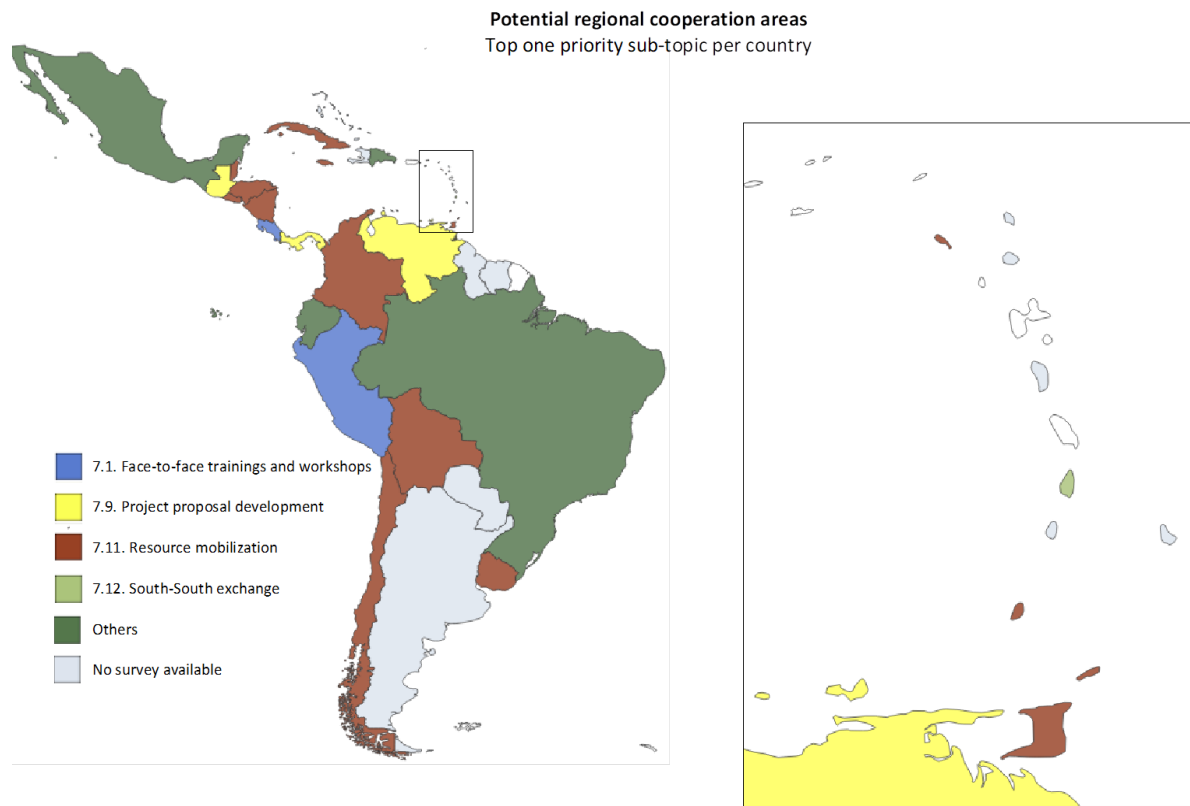 Potential regional cooperation areas
Top one priority sub-topic per country
7.1. Face-to-face trainings and workshops
7.9. Project proposal development
7.11. Resource mobilization
7.12. South-South exchange
Others
No survey available